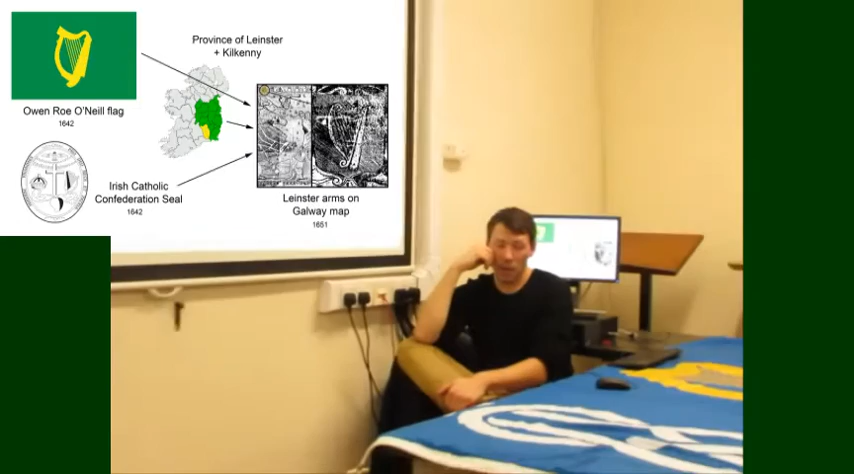 Province of Leinster
+ Kilkenny
Owen Roe O'Neill flag
1642
Irish Catholic
Confederation Seal
1642
Leinster arms on
Galway map
1651